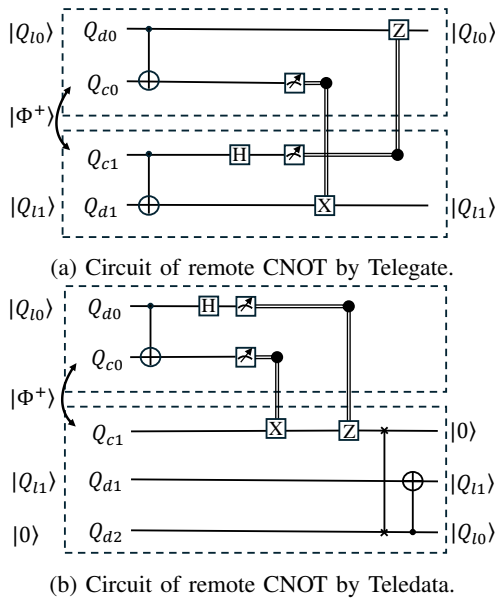 |Q_{l0}⟩ Q_{d0} Z |Q_{l0}⟩
Q_{c0}
|Φ⁺⟩
Q_{c1} H
|Q_{l1}⟩ Q_{d1} X |Q_{l1}⟩
(a) Circuit of remote CNOT by Telegate.
|Q_{l0}⟩ Q_{d0} H
Q_{c0}
|Φ⁺⟩
Q_{c1} X Z |0⟩
|Q_{l1}⟩ Q_{d1} |Q_{l1}⟩
|0⟩ Q_{d2} |Q_{l0}⟩
(b) Circuit of remote CNOT by Teledata.